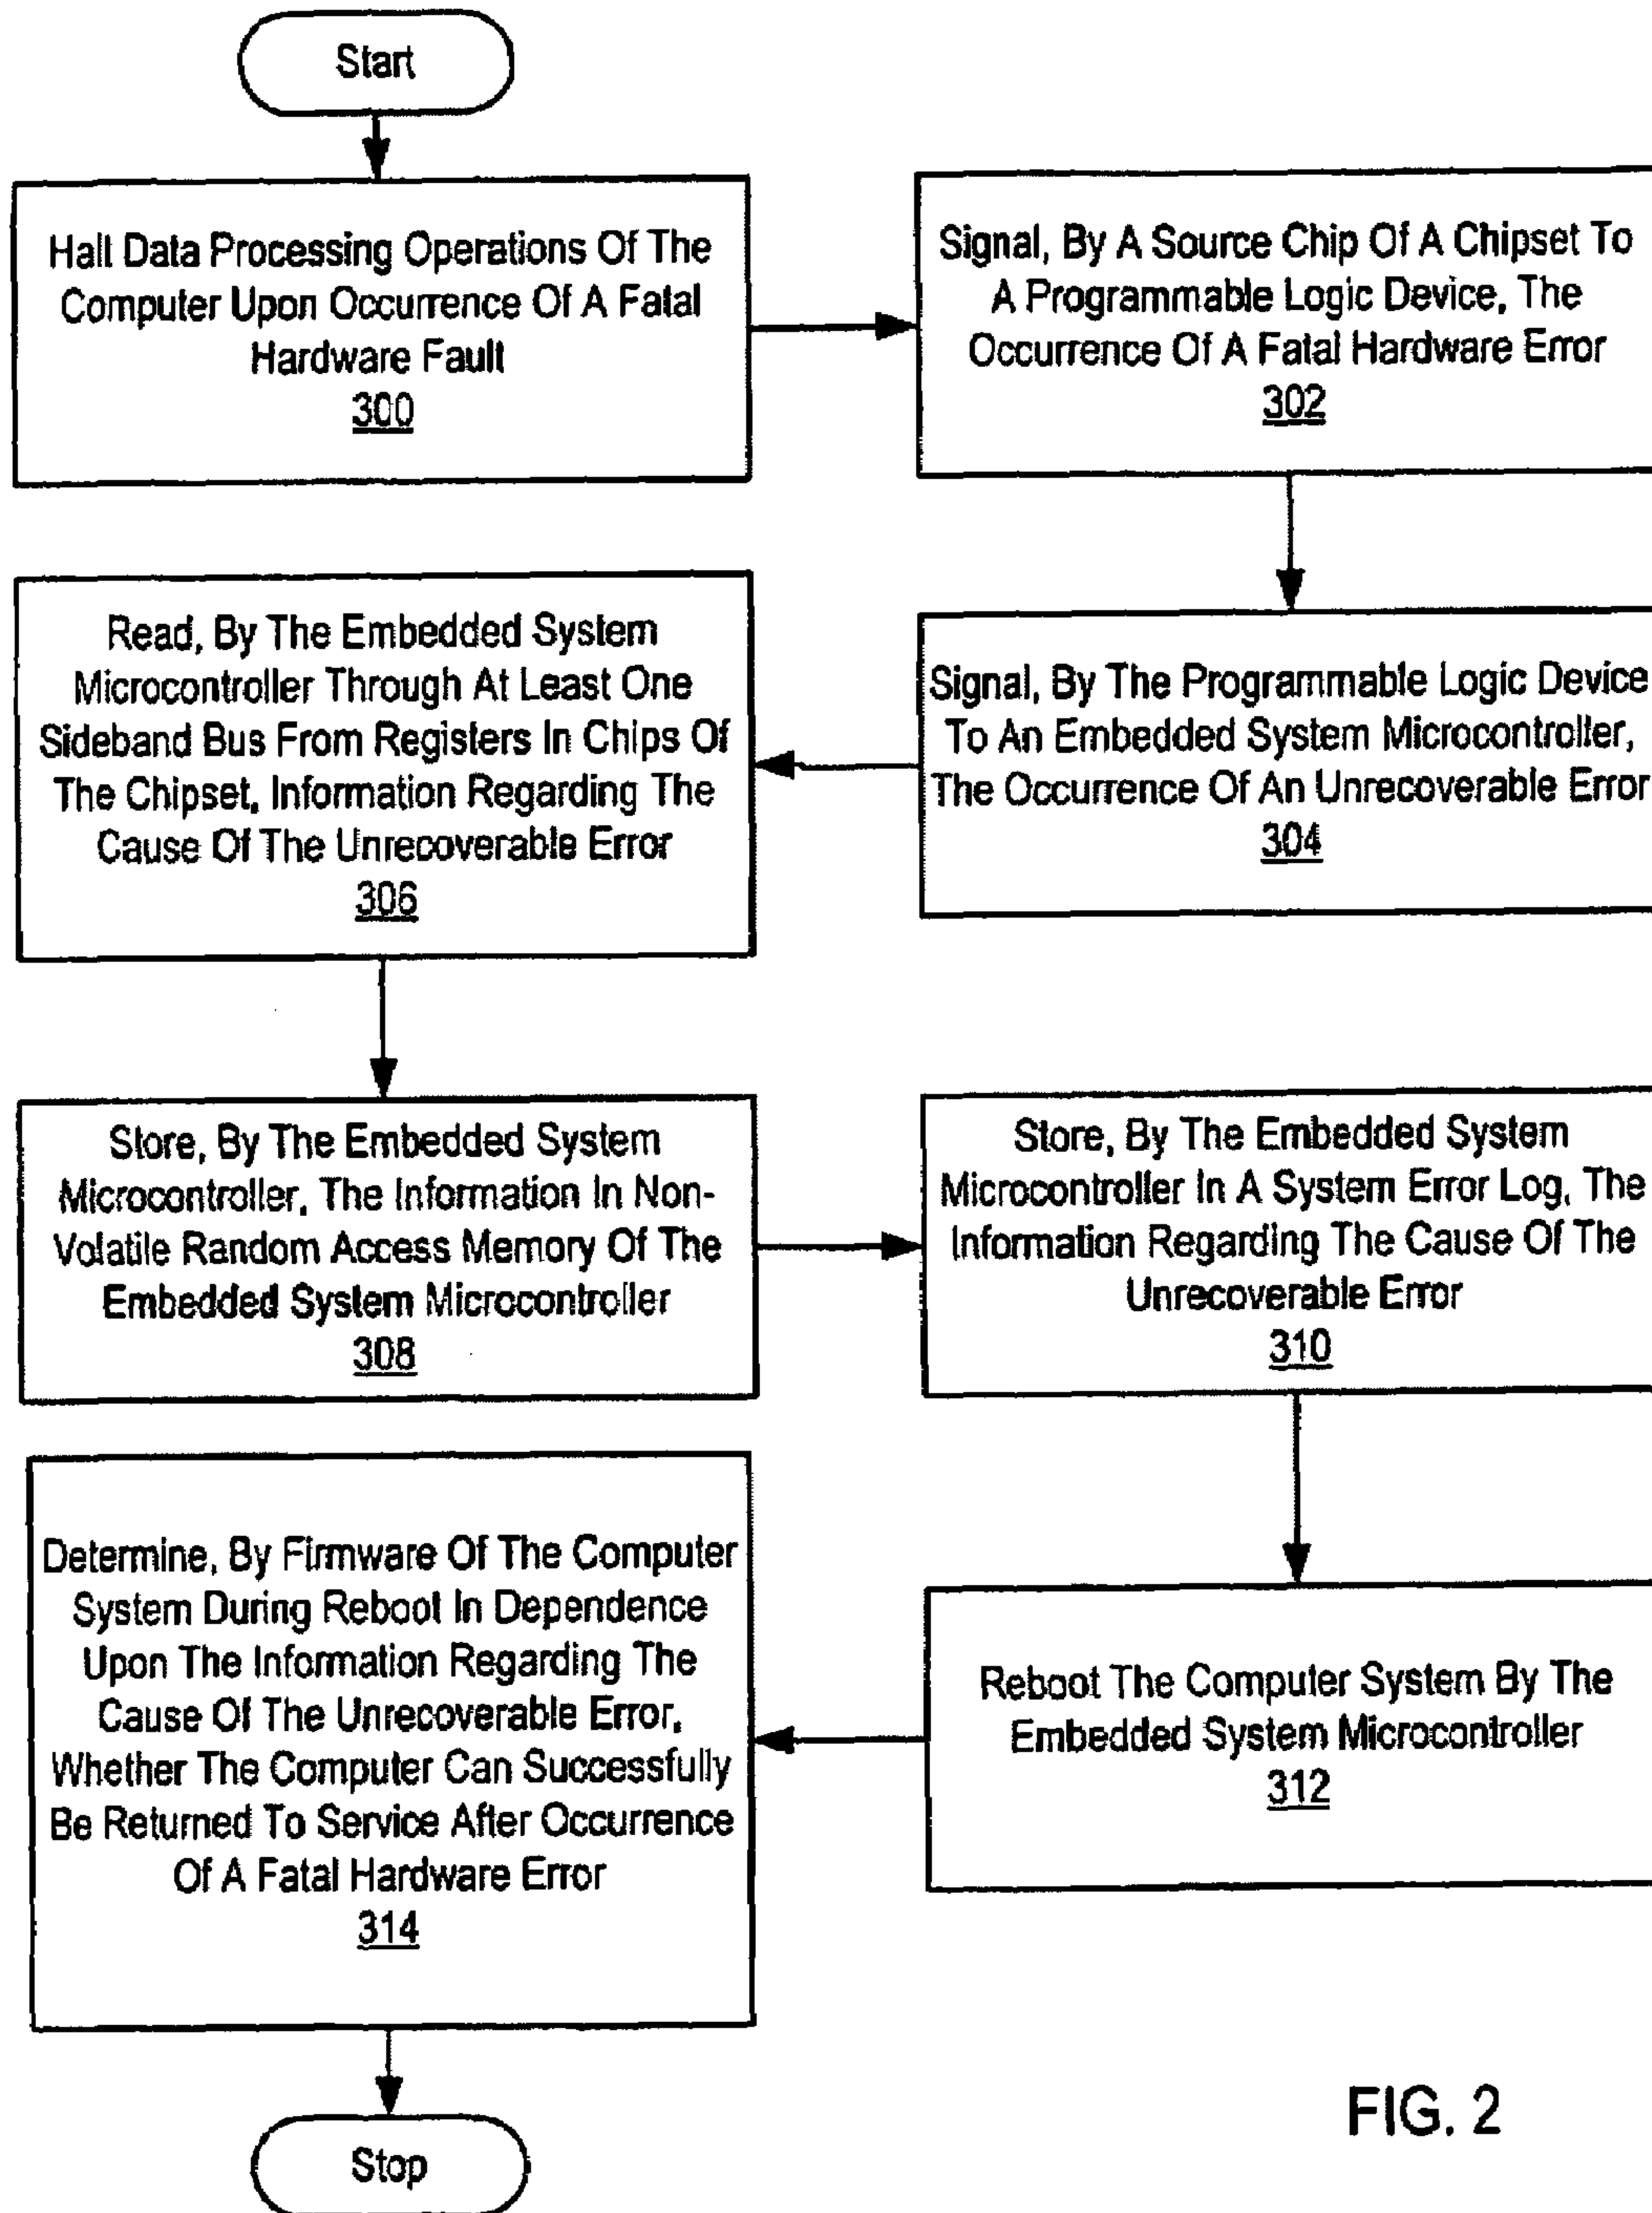 Start
Halt Data Processing Operations Of The
Computer Upon Occurrence Of A Fatal
Hardware Fault
300
Signal, By A Source Chip Of A Chipset To
A Programmable Logic Device, The
Occurrence Of A Fatal Hardware Error
302
Signal, By The Programmable Logic Device
To An Embedded System Microcontroller,
The Occurrence Of An Unrecoverable Error
304
Read, By The Embedded System
Microcontroller Through At Least One
Sideband Bus From Registers In Chips Of
The Chipset, Information Regarding The
Cause Of The Unrecoverable Error
306
Store, By The Embedded System
Microcontroller, The Information In Non-
Volatile Random Access Memory Of The
Embedded System Microcontroller
308
Store, By The Embedded System
Microcontroller In A System Error Log, The
Information Regarding The Cause Of The
Unrecoverable Error
310
Reboot The Computer System By The
Embedded System Microcontroller
312
Determine, By Firmware Of The Computer
System During Reboot In Dependence
Upon The Information Regarding The
Cause Of The Unrecoverable Error,
Whether The Computer Can Successfully
Be Returned To Service After Occurrence
Of A Fatal Hardware Error
314
Stop
FIG. 2